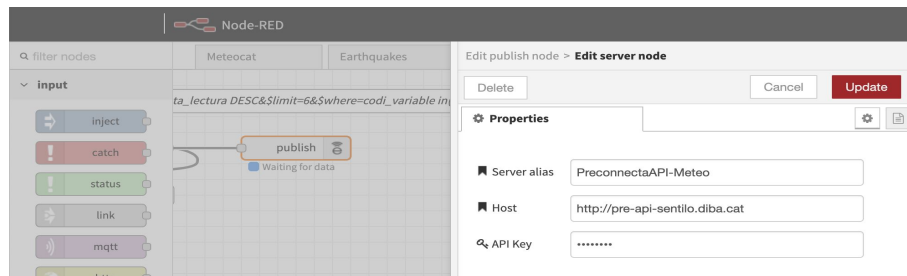 Node-RED
filter nodes
Meteocat
Earthquakes
Edit publish node > Edit server node
input
Delete
Cancel
Update
ta_lectura DESC&$limit=6&$where=codi_variable in(
Properties
inject
catch
publish
Waiting for data
status
Server alias
PreconnectaAPI-Meteo
link
Host
http://pre-api-sentilo.diba.cat
mqtt
API Key
••••••••